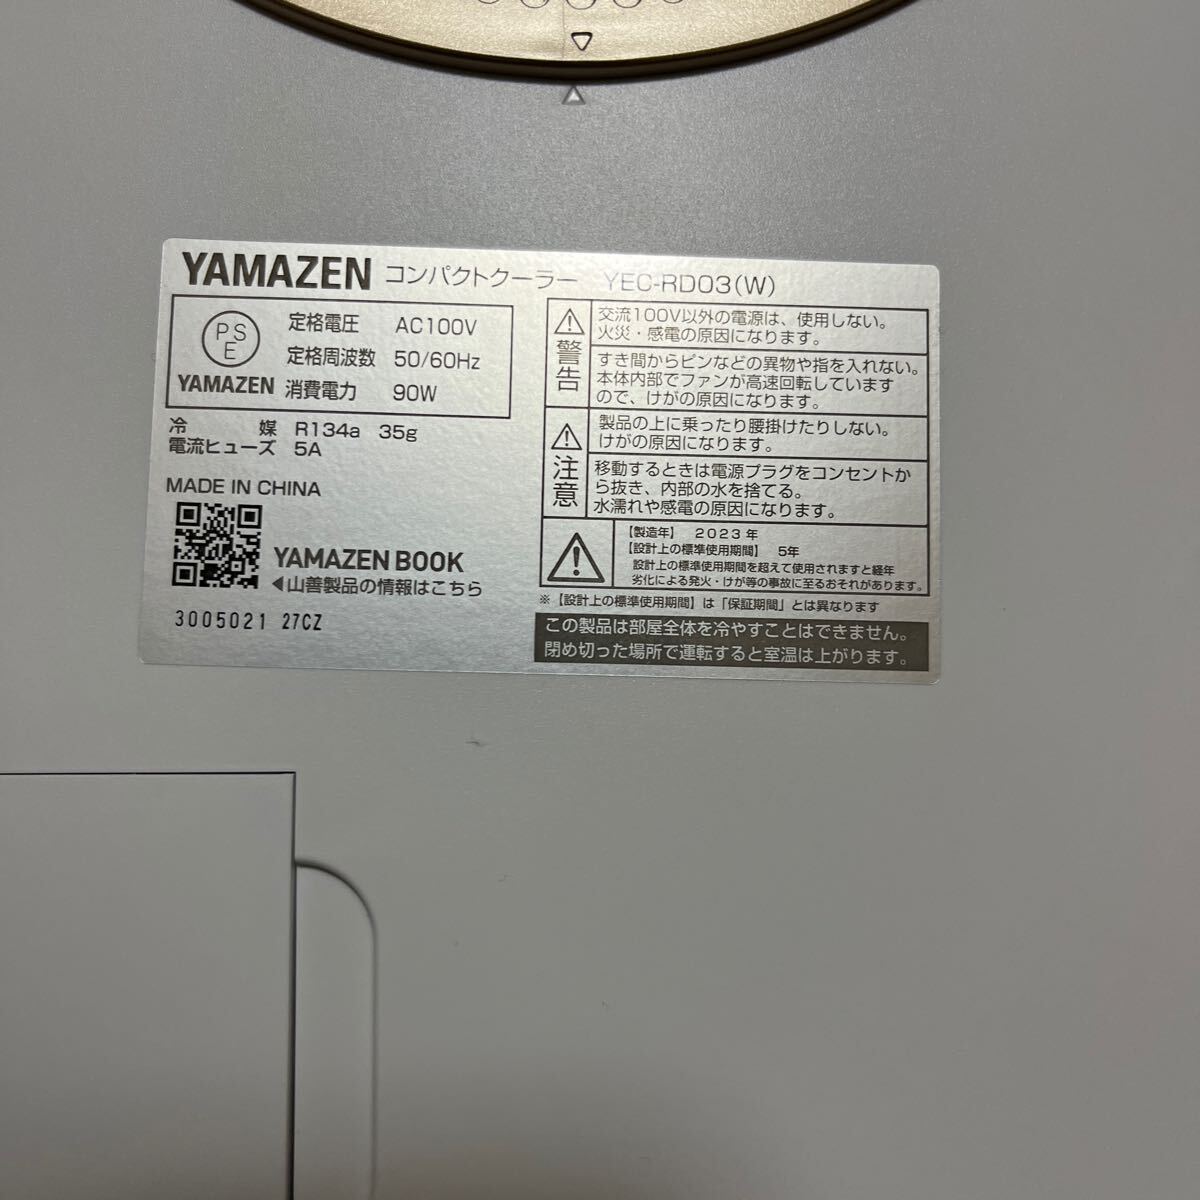 YAMAZEN コンパクトクーラー YEC-RD03(W)
PSE
YAMAZEN
定格電圧 AC100V
定格周波数 50/60Hz
消費電力 90W
冷媒 R134a 35g
電流ヒューズ 5A
MADE IN CHINA
YAMAZEN BOOK
◀山善製品の情報はこちら
3005021 27CZ
警告
交流100V以外の電源は、使用しない。
火災・感電の原因になります。
すき間からピンなどの異物や指を入れない。
本体内部でファンが高速回転しています
ので、けがの原因になります。
注意
製品の上に乗ったり腰掛けたりしない。
けがの原因になります。
移動するときは電源プラグをコンセントか
ら抜き、内部の水を捨てる。
水濡れや感電の原因になります。
【製造年】 2023年
【設計上の標準使用期間】 5年
設計上の標準使用期間を超えて使用されますと経年
劣化による発火・けが等の事故に至るおそれがあります。
※【設計上の標準使用期間】は「保証期間」とは異なります
この製品は部屋全体を冷やすことはできません。
閉め切った場所で運転すると室温は上がります。